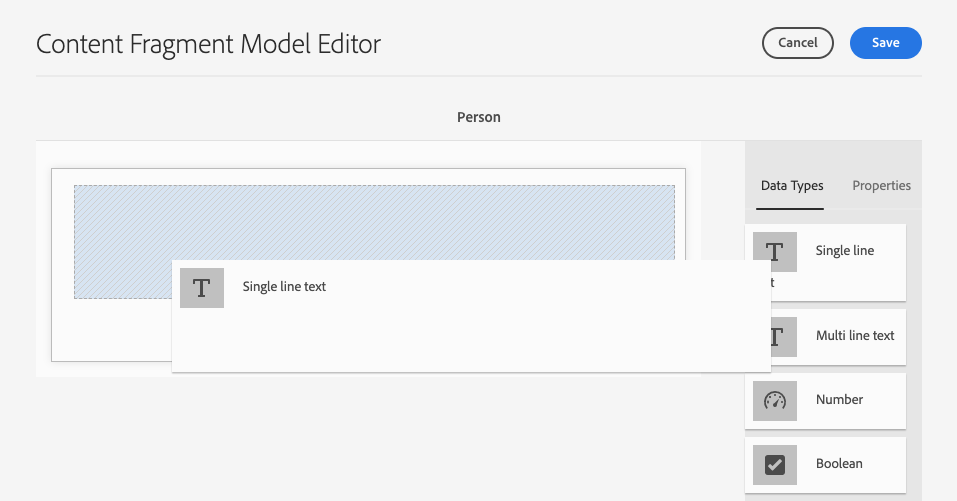 Content Fragment Model Editor
Cancel
Save
Person
Data Types
Properties
Single line
t
Single line text
Multi line text
Number
Boolean